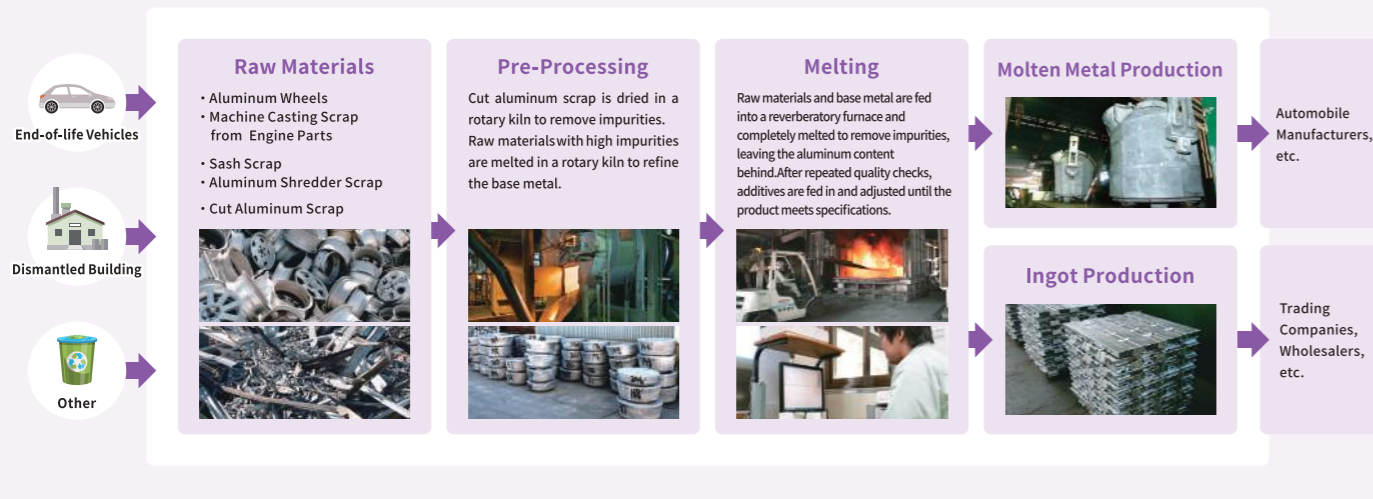 End-of-life Vehicles
Dismantled Building
Other
Raw Materials
・Aluminum Wheels
・Machine Casting Scrap
from Engine Parts
・Sash Scrap
・Aluminum Shredder Scrap
・Cut Aluminum Scrap
Pre-Processing
Cut aluminum scrap is dried in a
rotary kiln to remove impurities.
Raw materials with high impurities
are melted in a rotary kiln to refine
the base metal.
Melting
Raw materials and base metal are fed
into a reverberatory furnace and
completely melted to remove impurities,
leaving the aluminum content
behind.After repeated quality checks,
additives are fed in and adjusted until the
product meets specifications.
Molten Metal Production
Automobile
Manufacturers,
etc.
Ingot Production
Trading
Companies,
Wholesalers,
etc.